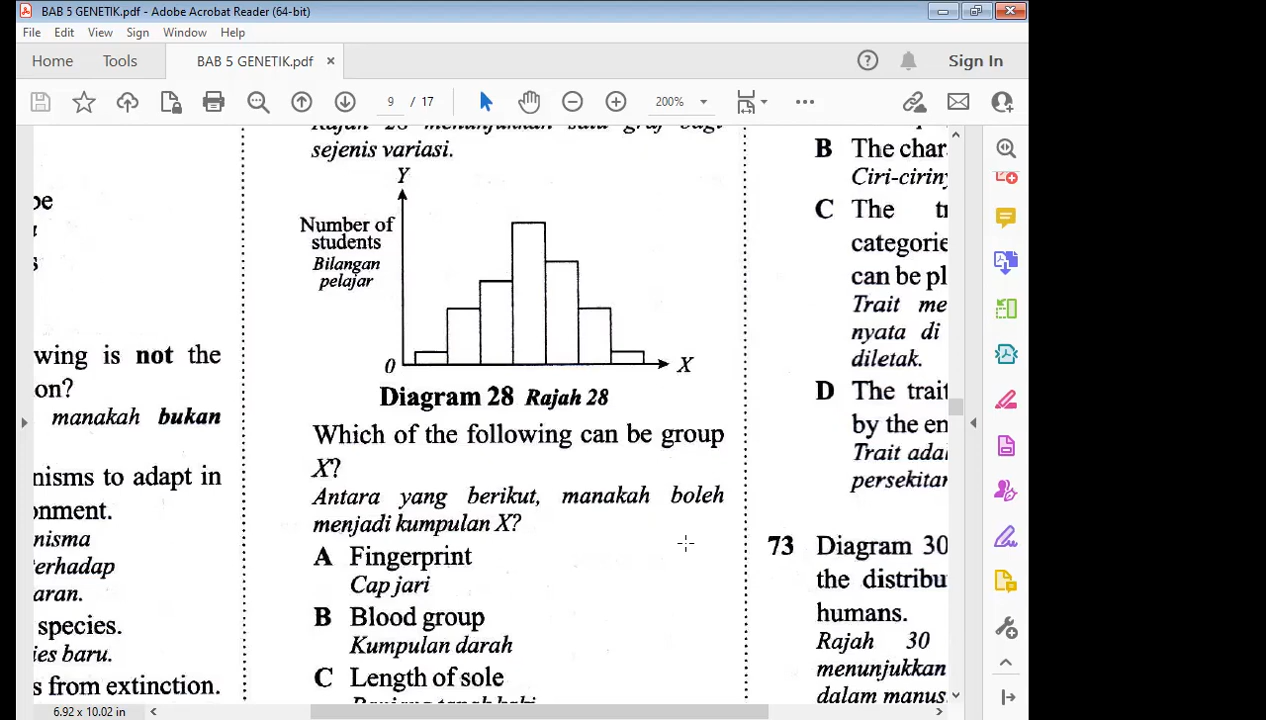 BAB 5 GENETIK.pdf - Adobe Acrobat Reader (64-bit)
File Edit View Sign Window Help
Home Tools BAB 5 GENETIK.pdf × Sign In
9 / 17 200%
sejenis variasi.
Y
Number of
students
Bilangan
pelajar
0 X
Diagram 28 Rajah 28
Which of the following can be group
X?
Antara yang berikut, manakah boleh
menjadi kumpulan X?
A Fingerprint
Cap jari
B Blood group
Kumpulan darah
C Length of sole
wing is not the
on?
manakah bukan
nisms to adapt in
onment.
nisma
erhadap
aran.
species.
ies baru.
s from extinction.
B The char
Ciri-ciriny
C The tr
categorie
can be pl
Trait me
nyata di
diletak.
D The trait
by the en
Trait adal
persekitar
73 Diagram 30
the distribu
humans.
Rajah 30
menunjukkan
dalam manus
6.92 x 10.02 in